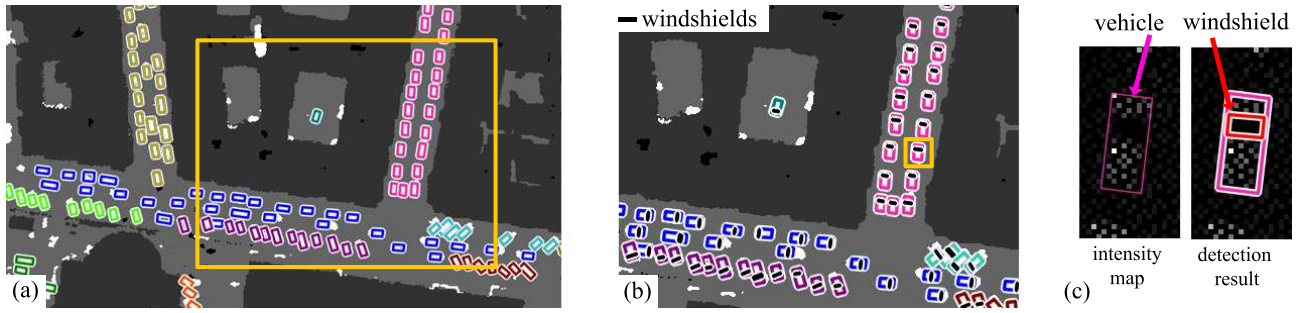 (a)
windshields
(b)
vehicle
windshield
intensity
map
detection
result
(c)